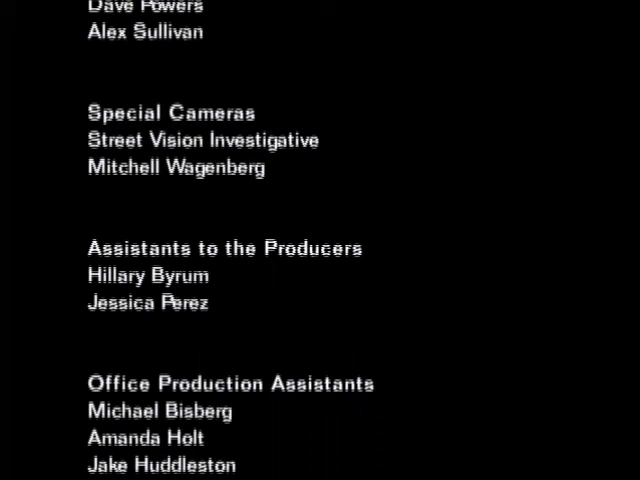 Dave Powers
Alex Sullivan
Special Cameras
Street Vision Investigative
Mitchell Wagenberg
Assistants to the Producers
Hillary Byrum
Jessica Perez
Office Production Assistants
Michael Bisberg
Amanda Holt
Jake Huddleston